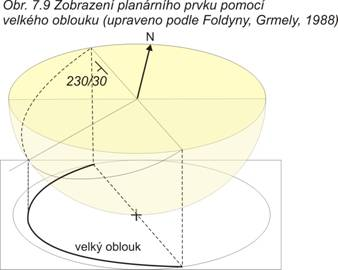 Obr. 7.9 Zobrazení planárního prvku pomocí
velkého oblouku (upraveno podle Foldyny, Grmely, 1988)
N
230/30
velký oblouk